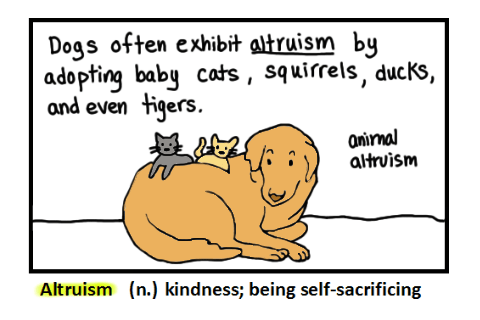 Dogs often exhibit altruism by
adopting baby cats, squirrels, ducks,
and even tigers.
animal
altruism
Altruism (n.) kindness; being self-sacrificing